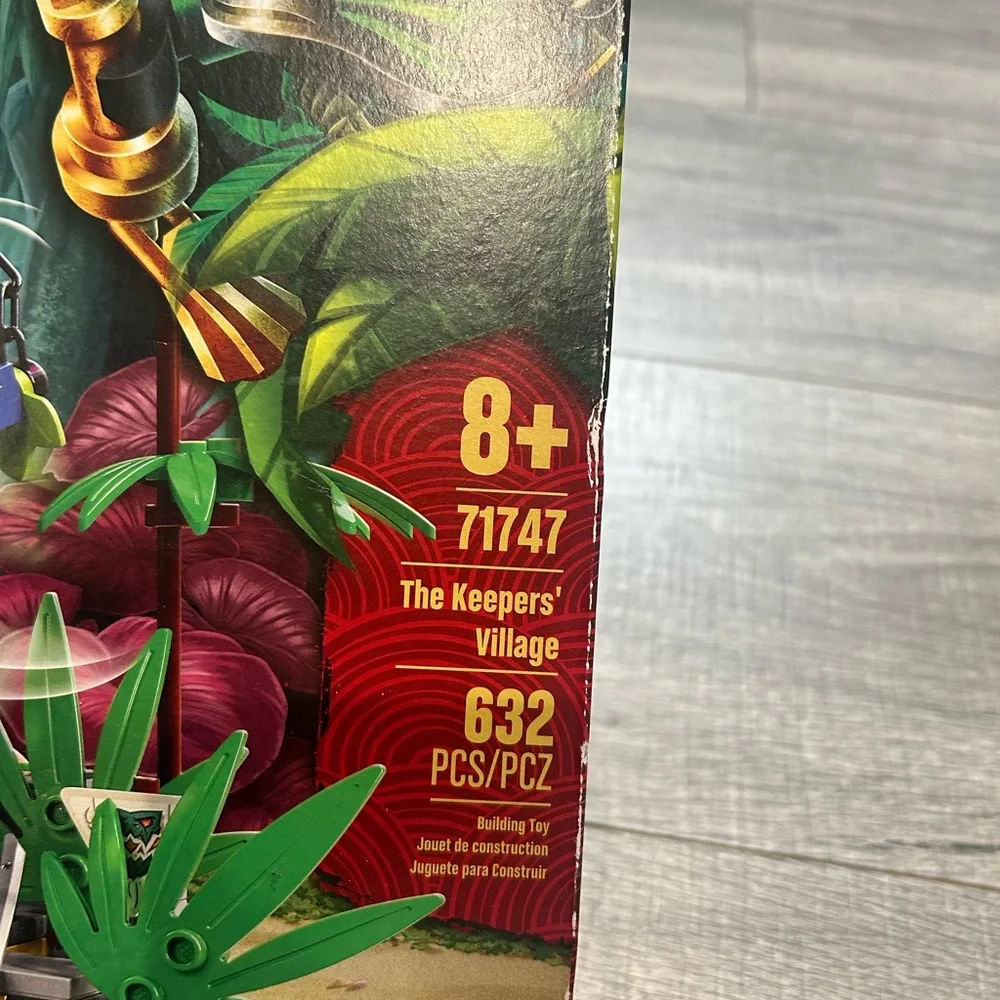 8+
71747
The Keepers'
Village
632
PCS/PCZ
Building Toy
Jouet de construction
Juguete para Construir